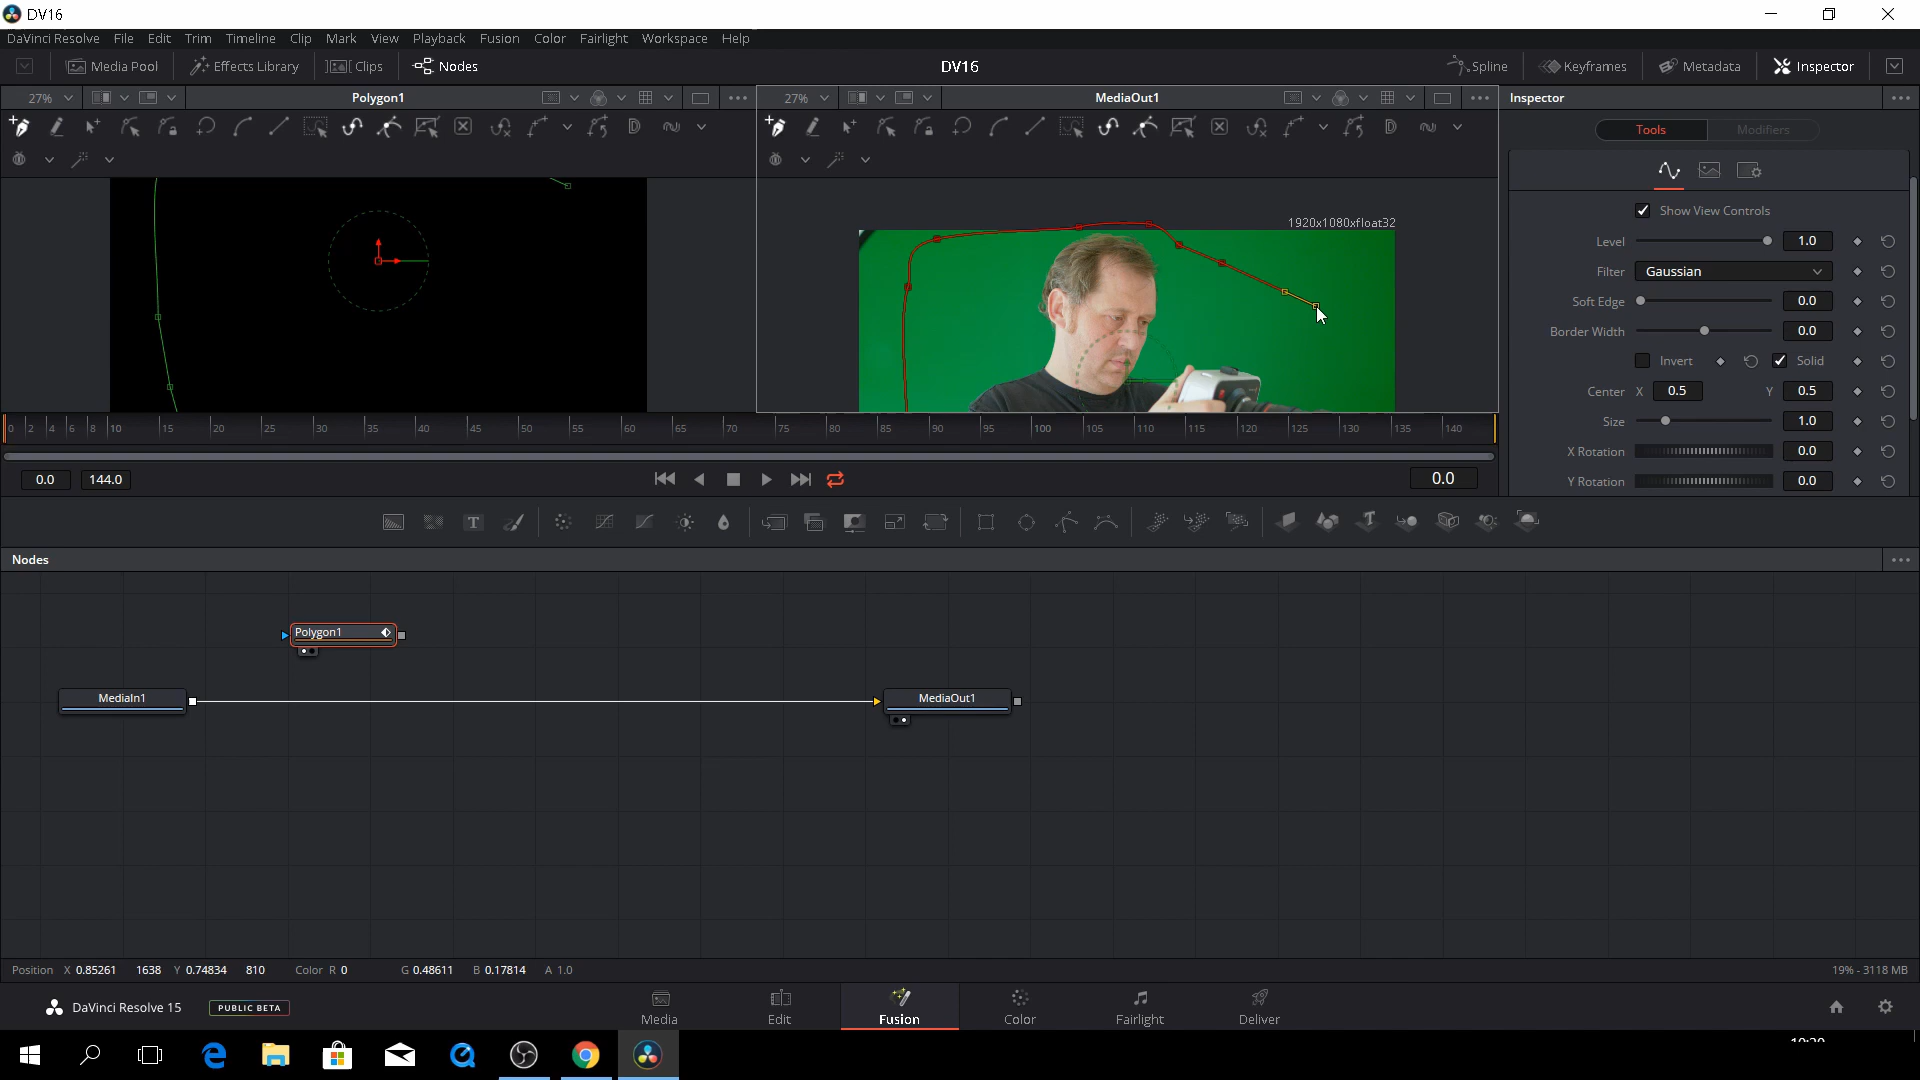 DV16
DaVinci Resolve File Edit Trim Timeline Clip Mark View Playback Fusion Color Fairlight Workspace Help
Media Pool Effects Library Clips Nodes DV16 Spline Keyframes Metadata Inspector
27% Polygon1 27% MediaOut1 Inspector
Tools Modifiers
Show View Controls
1920x1080xfloat32
Level 1.0
Filter Gaussian
Soft Edge 0.0
Border Width 0.0
Invert Solid
Center X 0.5 Y 0.5
Size 1.0
0 2 4 6 8 10 15 20 25 30 35 40 45 50 55 60 65 70 75 80 85 90 95 100 105 110 115 120 125 130 135 140
X Rotation 0.0
0.0 144.0 0.0
Y Rotation 0.0
Nodes
Polygon1
MediaIn1 MediaOut1
Position X 0.85261 1638 Y 0.74834 810 Color R 0 G 0.48611 B 0.17814 A 1.0 19% - 3118 MB
DaVinci Resolve 15 PUBLIC BETA Media Edit Fusion Color Fairlight Deliver